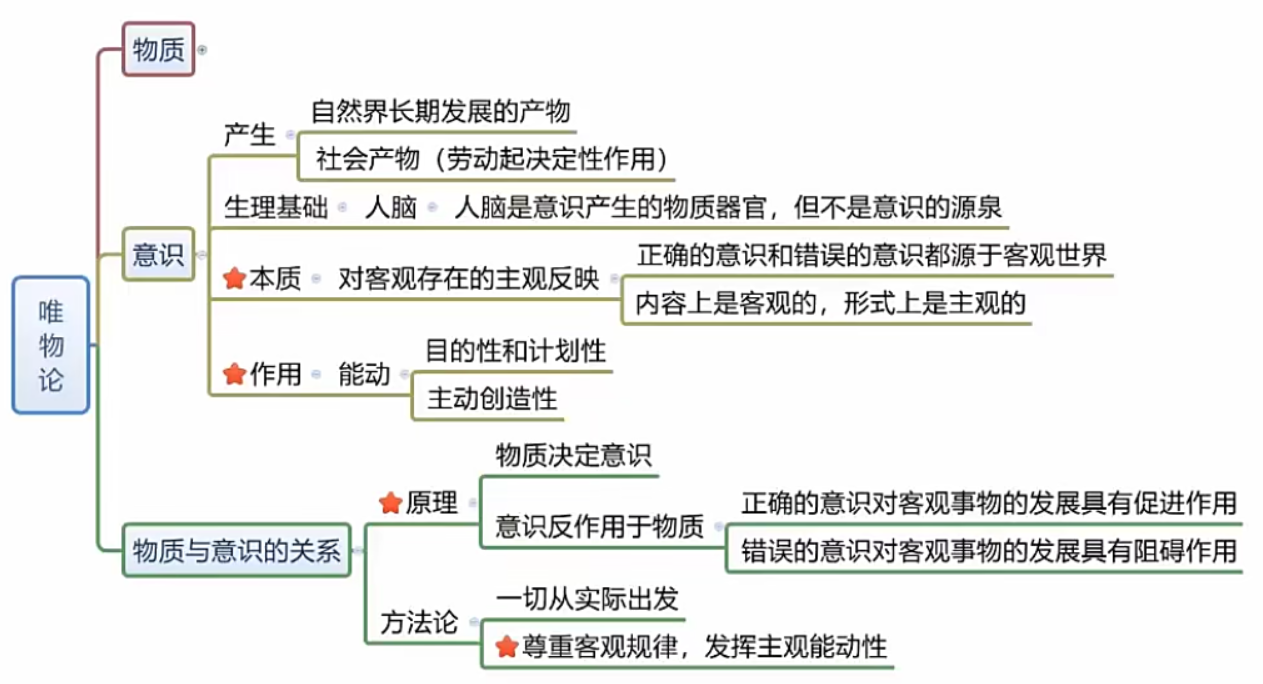 物质
自然界长期发展的产物
产生
社会产物（劳动起决定性作用）
生理基础 人脑 人脑是意识产生的物质器官，但不是意识的源泉
意识
正确的意识和错误的意识都源于客观世界
本质 对客观存在的主观反映
内容上是客观的，形式上是主观的
唯物论
目的性和计划性
作用 能动
主动创造性
物质决定意识
原理
正确的意识对客观事物的发展具有促进作用
意识反作用于物质
错误的意识对客观事物的发展具有阻碍作用
物质与意识的关系
一切从实际出发
方法论
尊重客观规律，发挥主观能动性